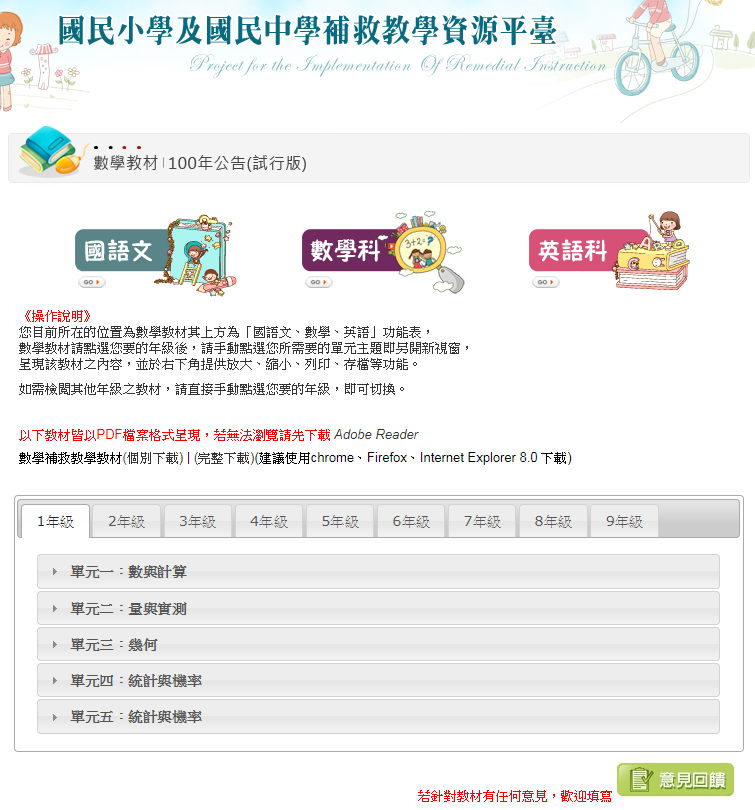 國民小學及國民中學補救教學資源平臺
Project for the Implementation Of Remedial Instruction
數學教材 | 100年公告(試行版)
國語文
GO
數學科
3+2=?
GO
英語科
GO
《操作說明》
您目前所在的位置為數學教材其上方為「國語文、數學、英語」功能表，
數學教材請點選您要的年級後，請手動點選您所需要的單元主題即另開新視窗，
呈現該教材之內容，並於右下角提供放大、縮小、列印、存檔等功能。
如需檢閱其他年級之教材，請直接手動點選您要的年級，即可切換。
以下教材皆以PDF檔案格式呈現，若無法瀏覽請先下載 Adobe Reader
數學補救教學教材(個別下載) | (完整下載)(建議使用chrome、Firefox、Internet Explorer 8.0 下載)
1年級 2年級 3年級 4年級 5年級 6年級 7年級 8年級 9年級
單元一：數與計算
單元二：量與實測
單元三：幾何
單元四：統計與機率
單元五：統計與機率
若針對教材有任何意見，歡迎填寫 意見回饋